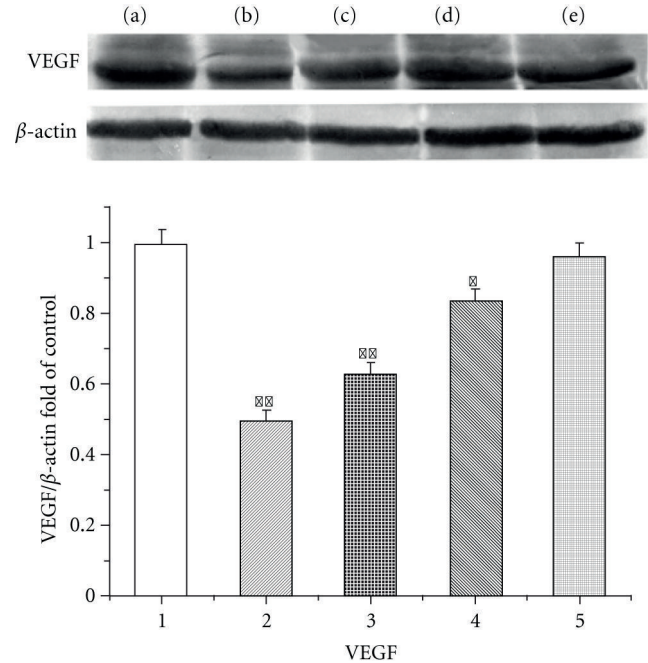 (a) (b) (c) (d) (e)
VEGF
β-actin
VEGF/β-actin fold of control
1
0.8
0.6
0.4
0.2
0
1 2 3 4 5
VEGF